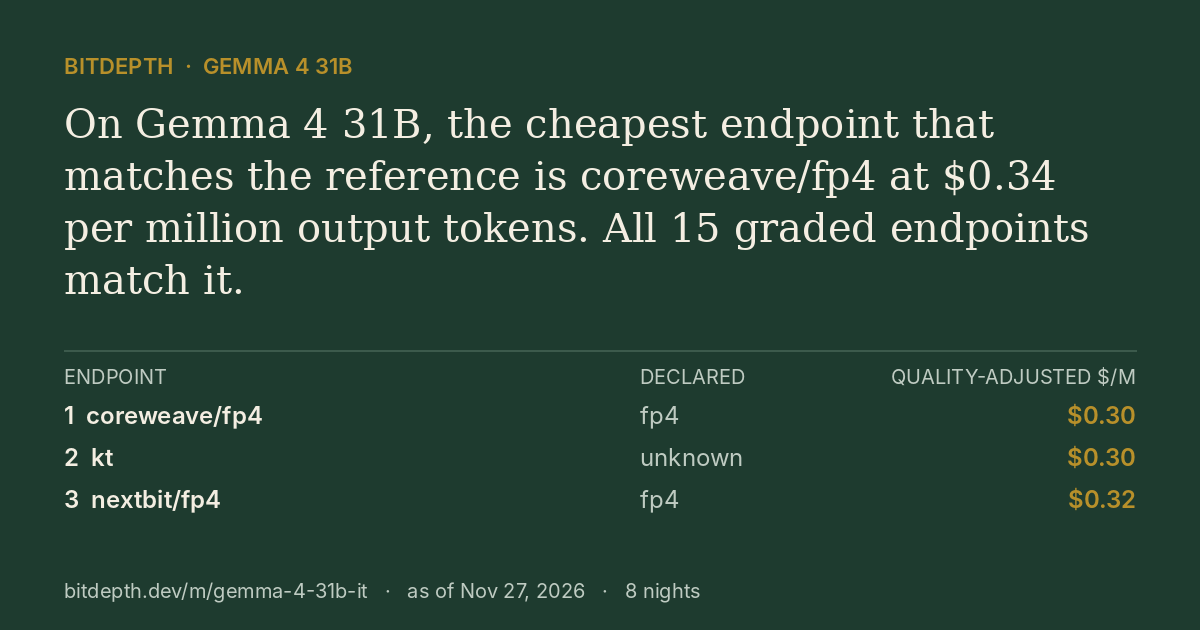 BITDEPTH · GEMMA 4 31B
On Gemma 4 31B, the cheapest endpoint that
matches the reference is coreweave/fp4 at $0.34
per million output tokens. All 15 graded endpoints
match it.
ENDPOINT DECLARED QUALITY-ADJUSTED $/M
1 coreweave/fp4 fp4 $0.30
2 kt unknown $0.30
3 nextbit/fp4 fp4 $0.32
bitdepth.dev/m/gemma-4-31b-it · as of Nov 27, 2026 · 8 nights